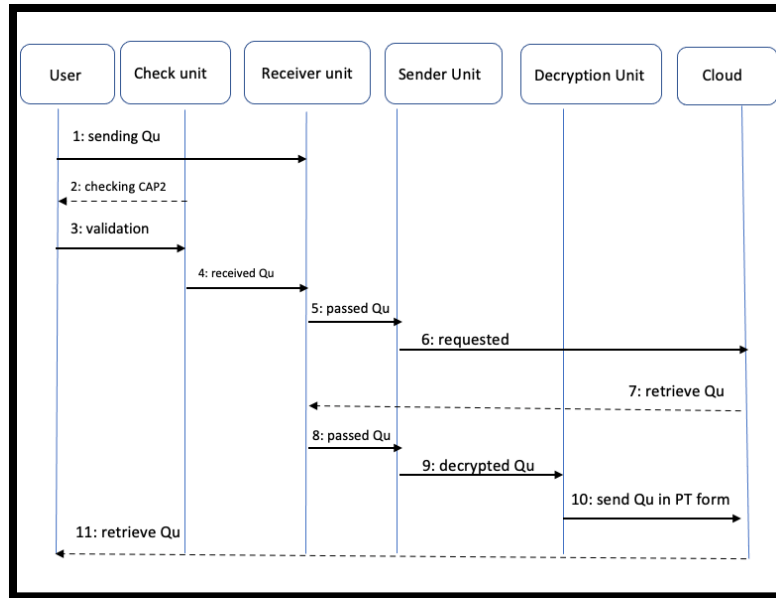 User
Check unit
Receiver unit
Sender Unit
Decryption Unit
Cloud
1: sending Qu
2: checking CAP2
3: validation
4: received Qu
5: passed Qu
6: requested
7: retrieve Qu
8: passed Qu
9: decrypted Qu
10: send Qu in PT form
11: retrieve Qu